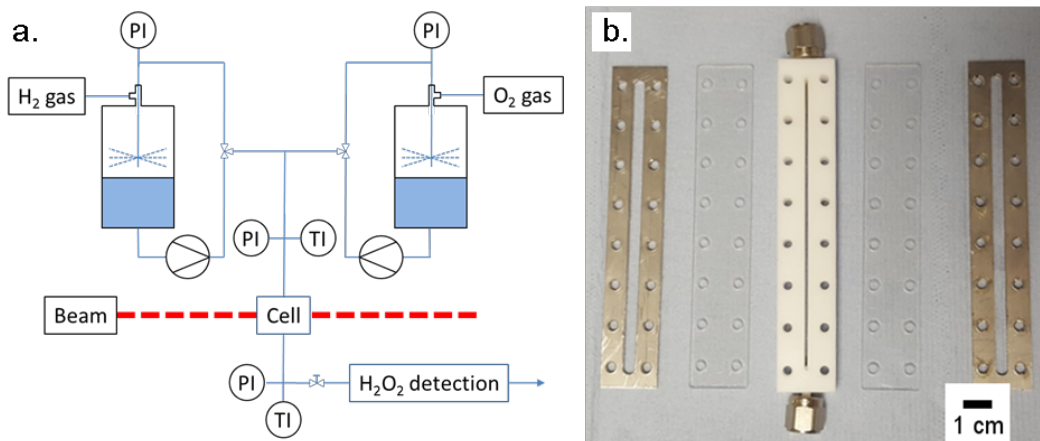 a.
PI
PI
H₂ gas
O₂ gas
PI
TI
Beam
Cell
PI
H₂O₂ detection
TI
b.
1 cm